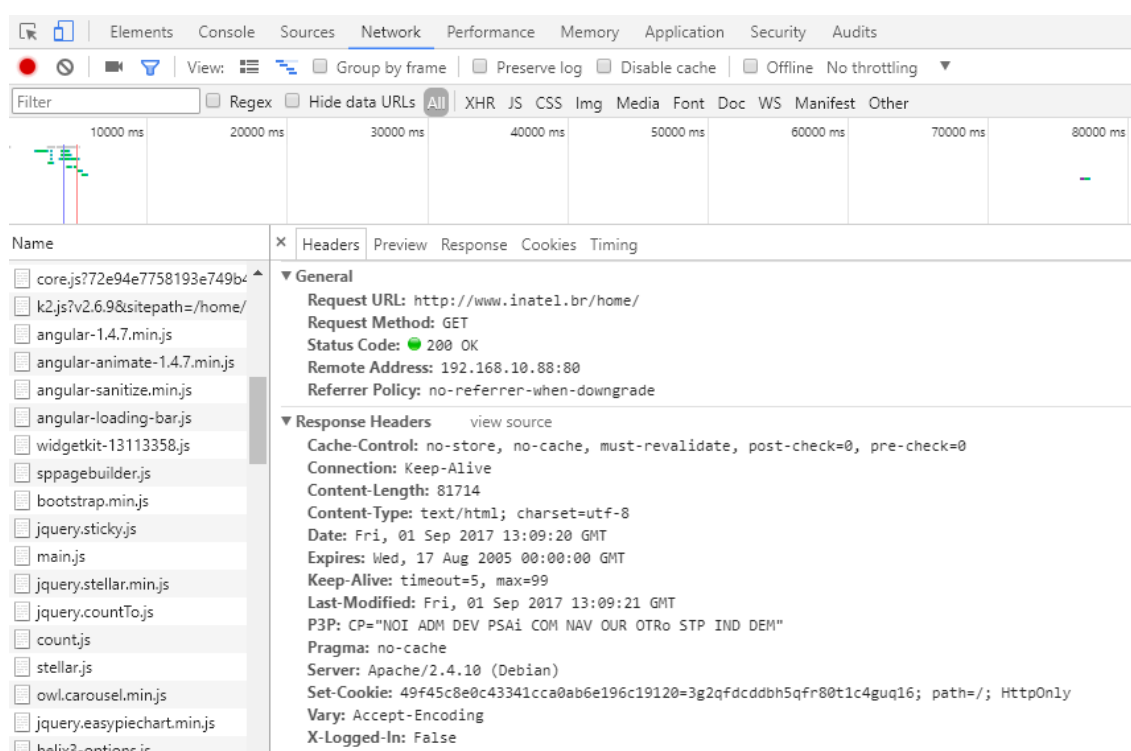 Elements Console Sources Network Performance Memory Application Security Audits
View: Group by frame Preserve log Disable cache Offline No throttling
Filter Regex Hide data URLs All XHR JS CSS Img Media Font Doc WS Manifest Other
10000 ms 20000 ms 30000 ms 40000 ms 50000 ms 60000 ms 70000 ms 80000 ms
Name
core.js?72e94e7758193e749b4
k2.js?v2.6.9&sitepath=/home/
angular-1.4.7.min.js
angular-animate-1.4.7.min.js
angular-sanitize.min.js
angular-loading-bar.js
widgetkit-13113358.js
sppagebuilder.js
bootstrap.min.js
jquery.sticky.js
main.js
jquery.stellar.min.js
jquery.countTo.js
count.js
stellar.js
owl.carousel.min.js
jquery.easypiechart.min.js
helix3-options.js
× Headers Preview Response Cookies Timing
General
Request URL: http://www.inatel.br/home/
Request Method: GET
Status Code: 200 OK
Remote Address: 192.168.10.88:80
Referrer Policy: no-referrer-when-downgrade
Response Headers view source
Cache-Control: no-store, no-cache, must-revalidate, post-check=0, pre-check=0
Connection: Keep-Alive
Content-Length: 81714
Content-Type: text/html; charset=utf-8
Date: Fri, 01 Sep 2017 13:09:20 GMT
Expires: Wed, 17 Aug 2005 00:00:00 GMT
Keep-Alive: timeout=5, max=99
Last-Modified: Fri, 01 Sep 2017 13:09:21 GMT
P3P: CP="NOI ADM DEV PSAi COM NAV OUR OTRo STP IND DEM"
Pragma: no-cache
Server: Apache/2.4.10 (Debian)
Set-Cookie: 49f45c8e0c43341cca0ab6e196c19120=3g2qfdcddbh5qfr80t1c4guq16; path=/; HttpOnly
Vary: Accept-Encoding
X-Logged-In: False